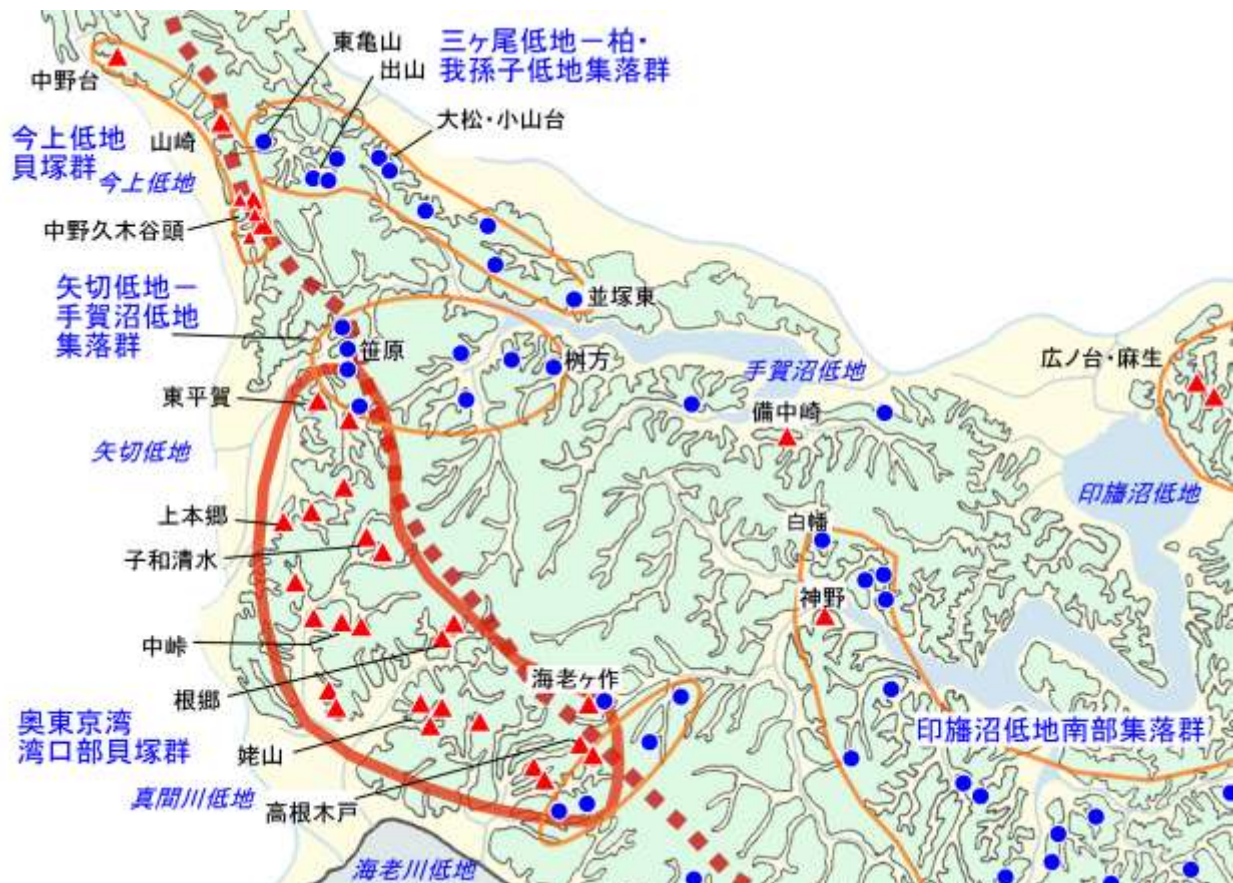 東亀山
出山
三ヶ尾低地－柏・
我孫子低地集落群
中野台
大松・小山台
今上低地
貝塚群
山崎
今上低地
中野久木谷頭
矢切低地－
手賀沼低地
集落群
並塚東
笹原
桝方
広ノ台・麻生
手賀沼低地
東平賀
備中崎
矢切低地
印旛沼低地
上本郷
白幡
子和清水
神野
中峠
海老ヶ作
根郷
奥東京湾
湾口部貝塚群
印旛沼低地南部集落群
姥山
真間川低地
高根木戸
海老川低地